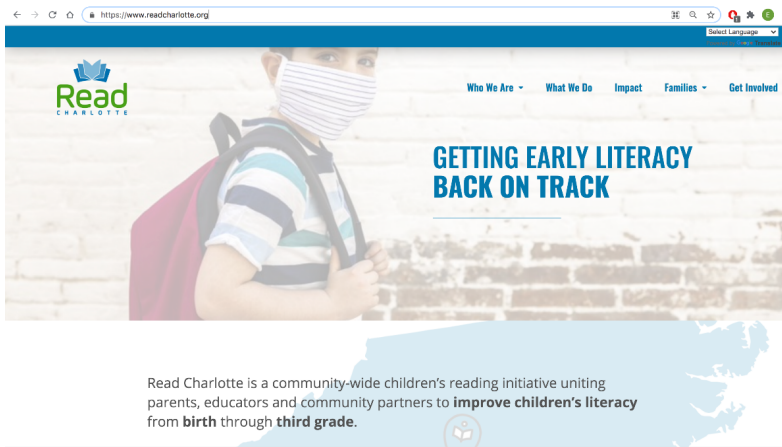 https://www.readcharlotte.org
Select Language
Read
CHARLOTTE
Who We Are What We Do Impact Families Get Involved
GETTING EARLY LITERACY
BACK ON TRACK
Read Charlotte is a community-wide children's reading initiative uniting
parents, educators and community partners to improve children's literacy
from birth through third grade.